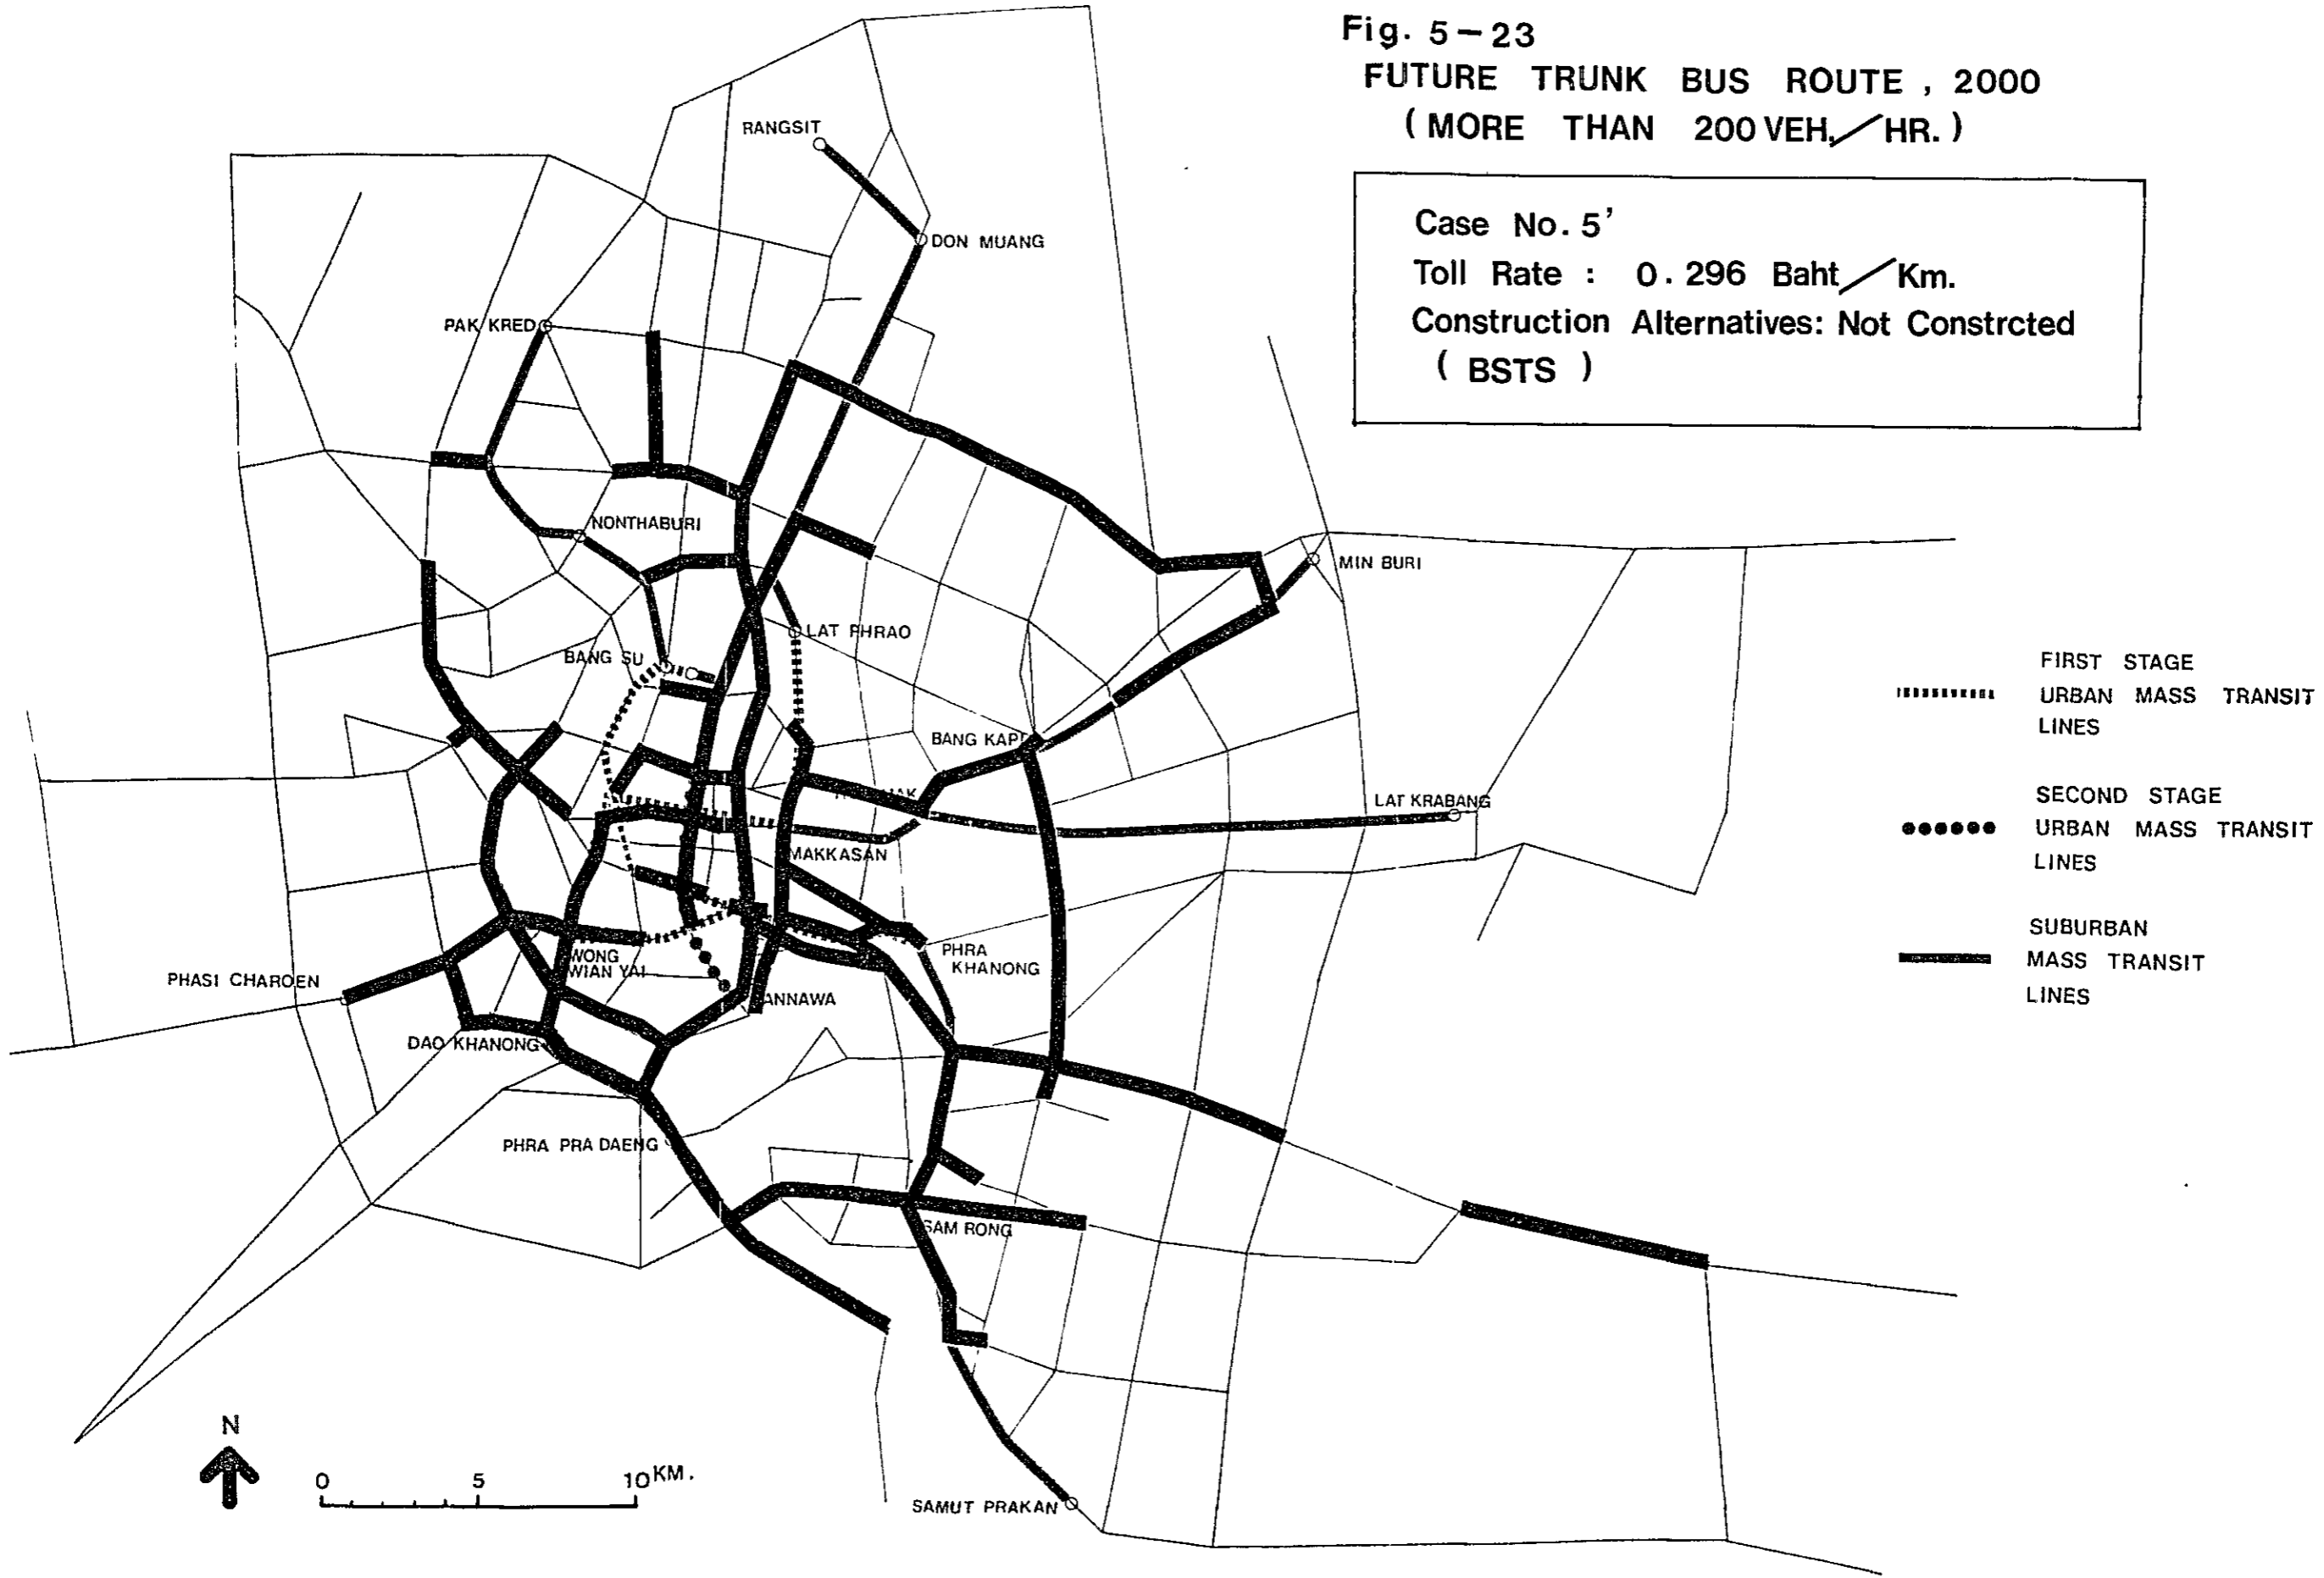 Fig. 5-23
FUTURE TRUNK BUS ROUTE, 2000
(MORE THAN 200 VEH./HR.)
Case No. 5'
Toll Rate : 0.296 Baht/Km.
Construction Alternatives: Not Constrcted
( BSTS )
RANGSIT
DON MUANG
PAK KRED
NONTHABURI
MIN BURI
LAT PHRAO
BANG SU
BANG KAPI
LAT KRABANG
MAKKASAN
PHRA
KHANONG
WONG
WIAN YAI
PHASI CHAROEN
ANNAWA
DAO KHANONG
PHRA PRA DAENG
SAM RONG
SAMUT PRAKAN
FIRST STAGE
URBAN MASS TRANSIT
LINES
SECOND STAGE
URBAN MASS TRANSIT
LINES
SUBURBAN
MASS TRANSIT
LINES
N
0 5 10 KM.